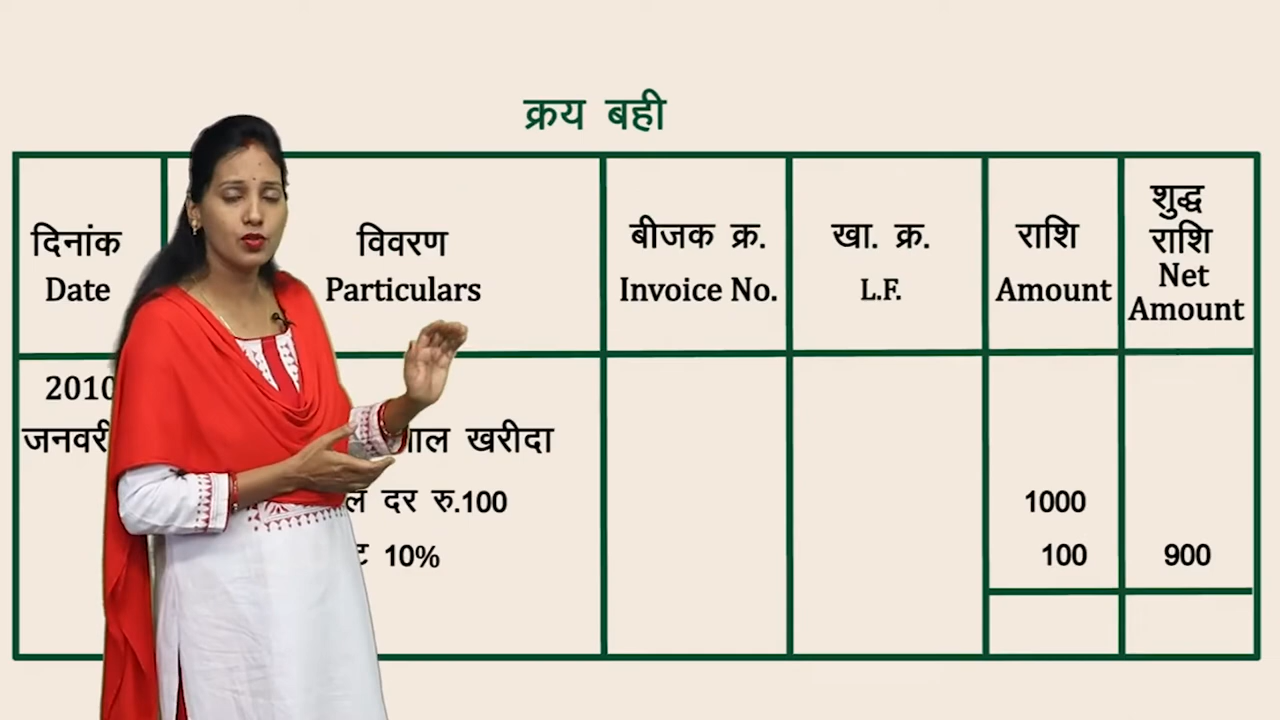 क्रय बही
दिनांक
Date
विवरण
Particulars
बीजक क्र.
Invoice No.
खा. क्र.
L.F.
राशि
Amount
शुद्ध
राशि
Net
Amount
2010
जनवरी खरीदा
दर रु.100 1000
10% 100 900